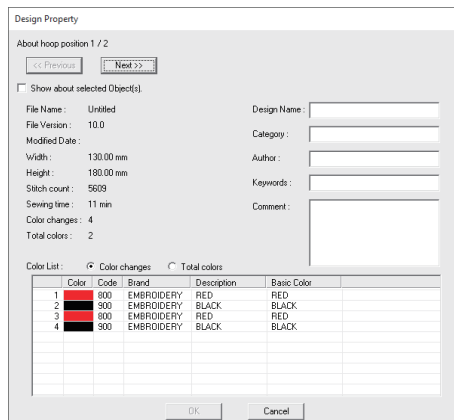 Design Property
About hoop position 1 / 2
<< Previous
Next >>
Show about selected Object(s).
File Name : Untitled
File Version : 10.0
Modified Date :
Width : 130.00 mm
Height : 180.00 mm
Stitch count : 5609
Sewing time : 11 min
Color changes : 4
Total colors : 2
Design Name :
Category :
Author :
Keywords :
Comment :
Color List : Color changes Total colors
Color Code Brand Description Basic Color
1 800 EMBROIDERY RED RED
2 900 EMBROIDERY BLACK BLACK
3 800 EMBROIDERY RED RED
4 900 EMBROIDERY BLACK BLACK
OK Cancel